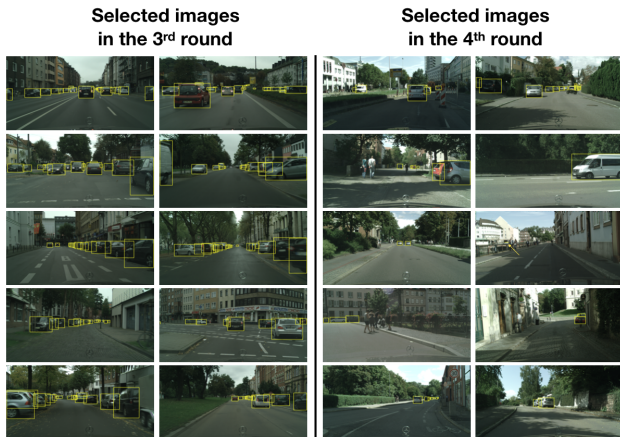 Selected images
in the 3rd round
Selected images
in the 4th round